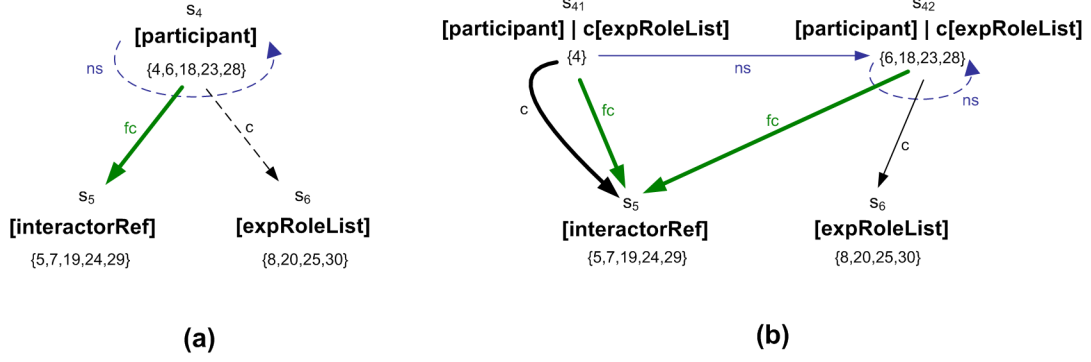 s4
[participant]
{4,6,18,23,28}
ns
fc
c
s5
[interactorRef]
{5,7,19,24,29}
s6
[expRoleList]
{8,20,25,30}
(a)
s41
[participant] | c[expRoleList]
{4}
s42
[participant] | c[expRoleList]
{6,18,23,28}
ns
ns
c
fc
fc
c
s5
[interactorRef]
{5,7,19,24,29}
s6
[expRoleList]
{8,20,25,30}
(b)